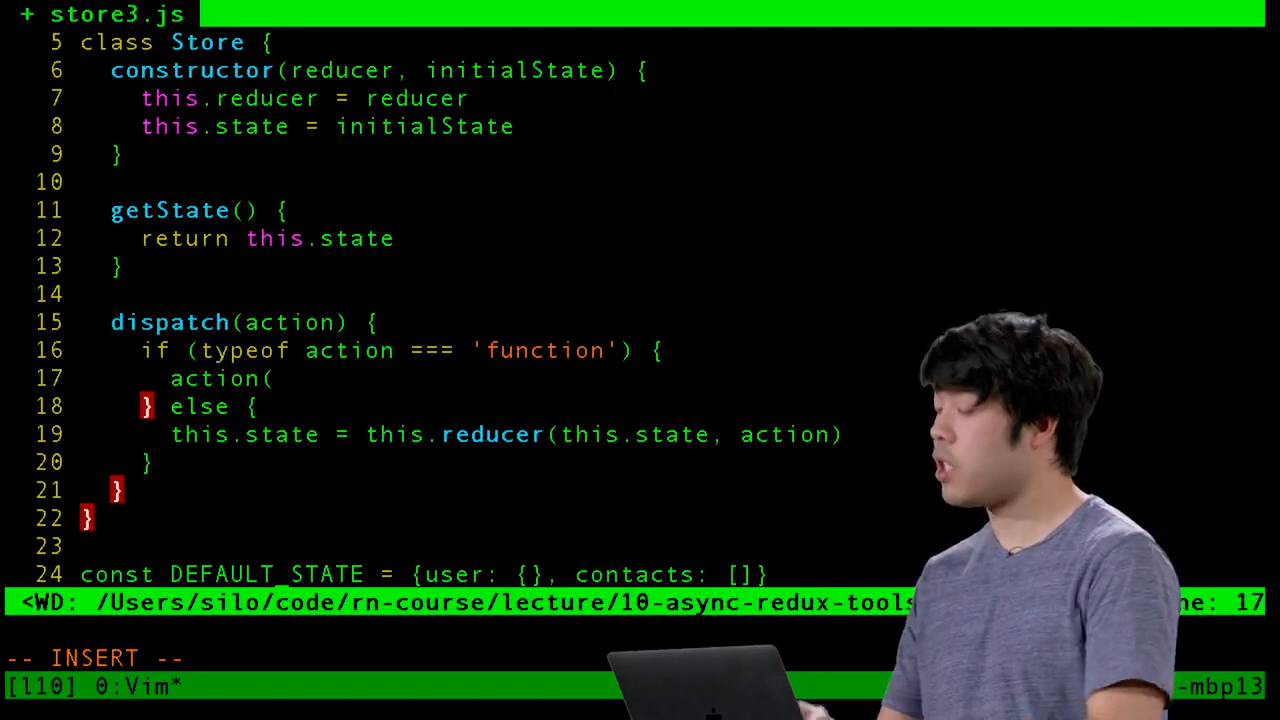 + store3.js
5 class Store {
6 constructor(reducer, initialState) {
7 this.reducer = reducer
8 this.state = initialState
9 }
10
11 getState() {
12 return this.state
13 }
14
15 dispatch(action) {
16 if (typeof action === 'function') {
17 action(
18 } else {
19 this.state = this.reducer(this.state, action)
20 }
21 }
22 }
23
24 const DEFAULT_STATE = {user: {}, contacts: []}
<WD: /Users/silo/code/rn-course/lecture/10-async-redux-tools ne: 17
-- INSERT --
[l10] 0:Vim* -mbp13